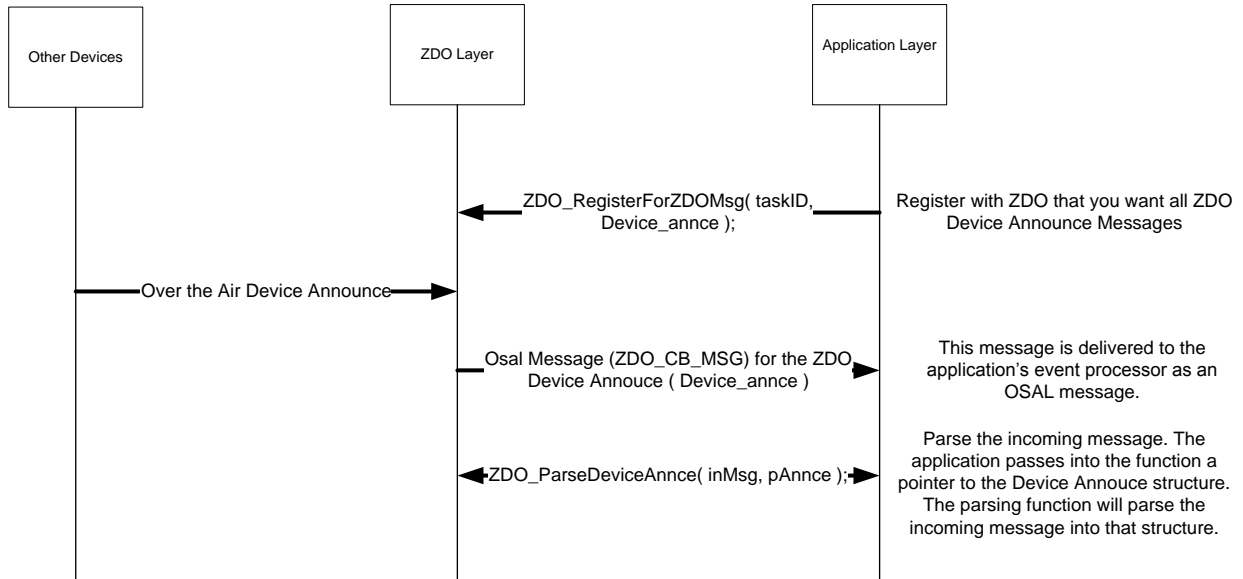 Other Devices
ZDO Layer
Application Layer
ZDO_RegisterForZDOMsg( taskID,
Device_annce );
Register with ZDO that you want all ZDO
Device Announce Messages
Over the Air Device Announce
Osal Message (ZDO_CB_MSG) for the ZDO
Device Annouce ( Device_annce )
This message is delivered to the
application’s event processor as an
OSAL message.
ZDO_ParseDeviceAnnce( inMsg, pAnnce );
Parse the incoming message. The
application passes into the function a
pointer to the Device Annouce structure.
The parsing function will parse the
incoming message into that structure.